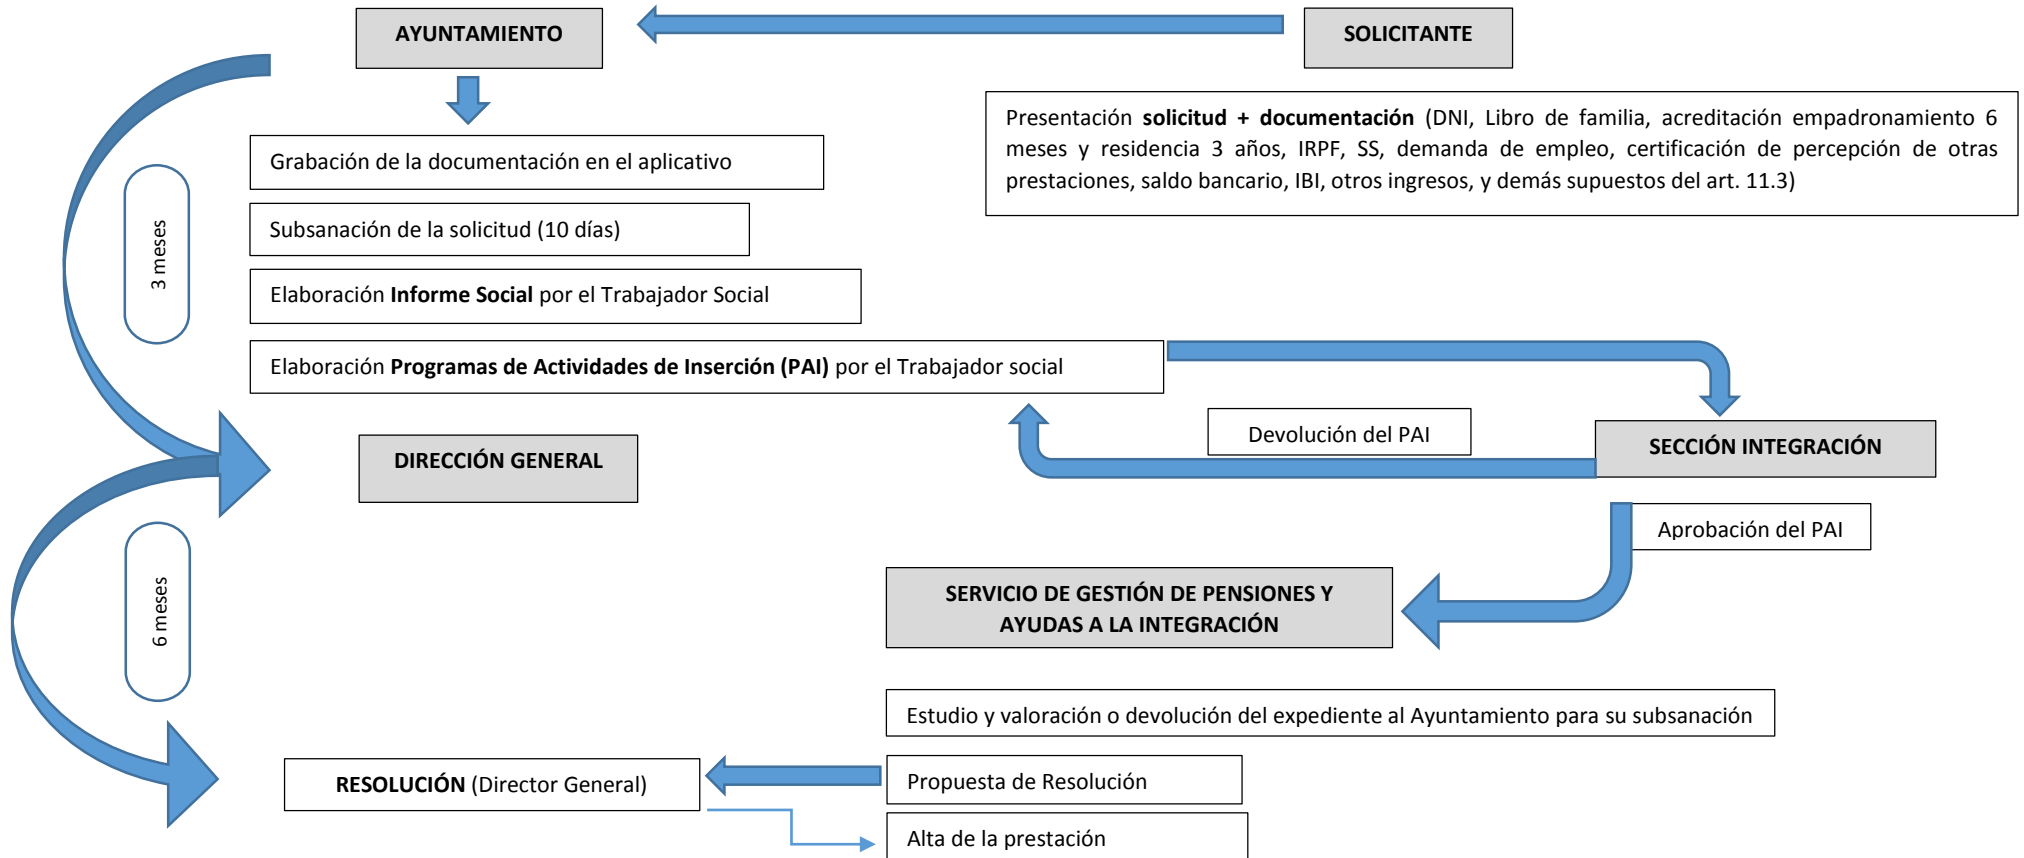 AYUNTAMIENTO
SOLICITANTE
Presentación solicitud + documentación (DNI, Libro de familia, acreditación empadronamiento 6
meses y residencia 3 años, IRPF, SS, demanda de empleo, certificación de percepción de otras
prestaciones, saldo bancario, IBI, otros ingresos, y demás supuestos del art. 11.3)
Grabación de la documentación en el aplicativo
Subsanación de la solicitud (10 días)
3 meses
Elaboración Informe Social por el Trabajador Social
Elaboración Programas de Actividades de Inserción (PAI) por el Trabajador social
Devolución del PAI
SECCIÓN INTEGRACIÓN
DIRECCIÓN GENERAL
Aprobación del PAI
6 meses
SERVICIO DE GESTIÓN DE PENSIONES Y
AYUDAS A LA INTEGRACIÓN
Estudio y valoración o devolución del expediente al Ayuntamiento para su subsanación
RESOLUCIÓN (Director General)
Propuesta de Resolución
Alta de la prestación